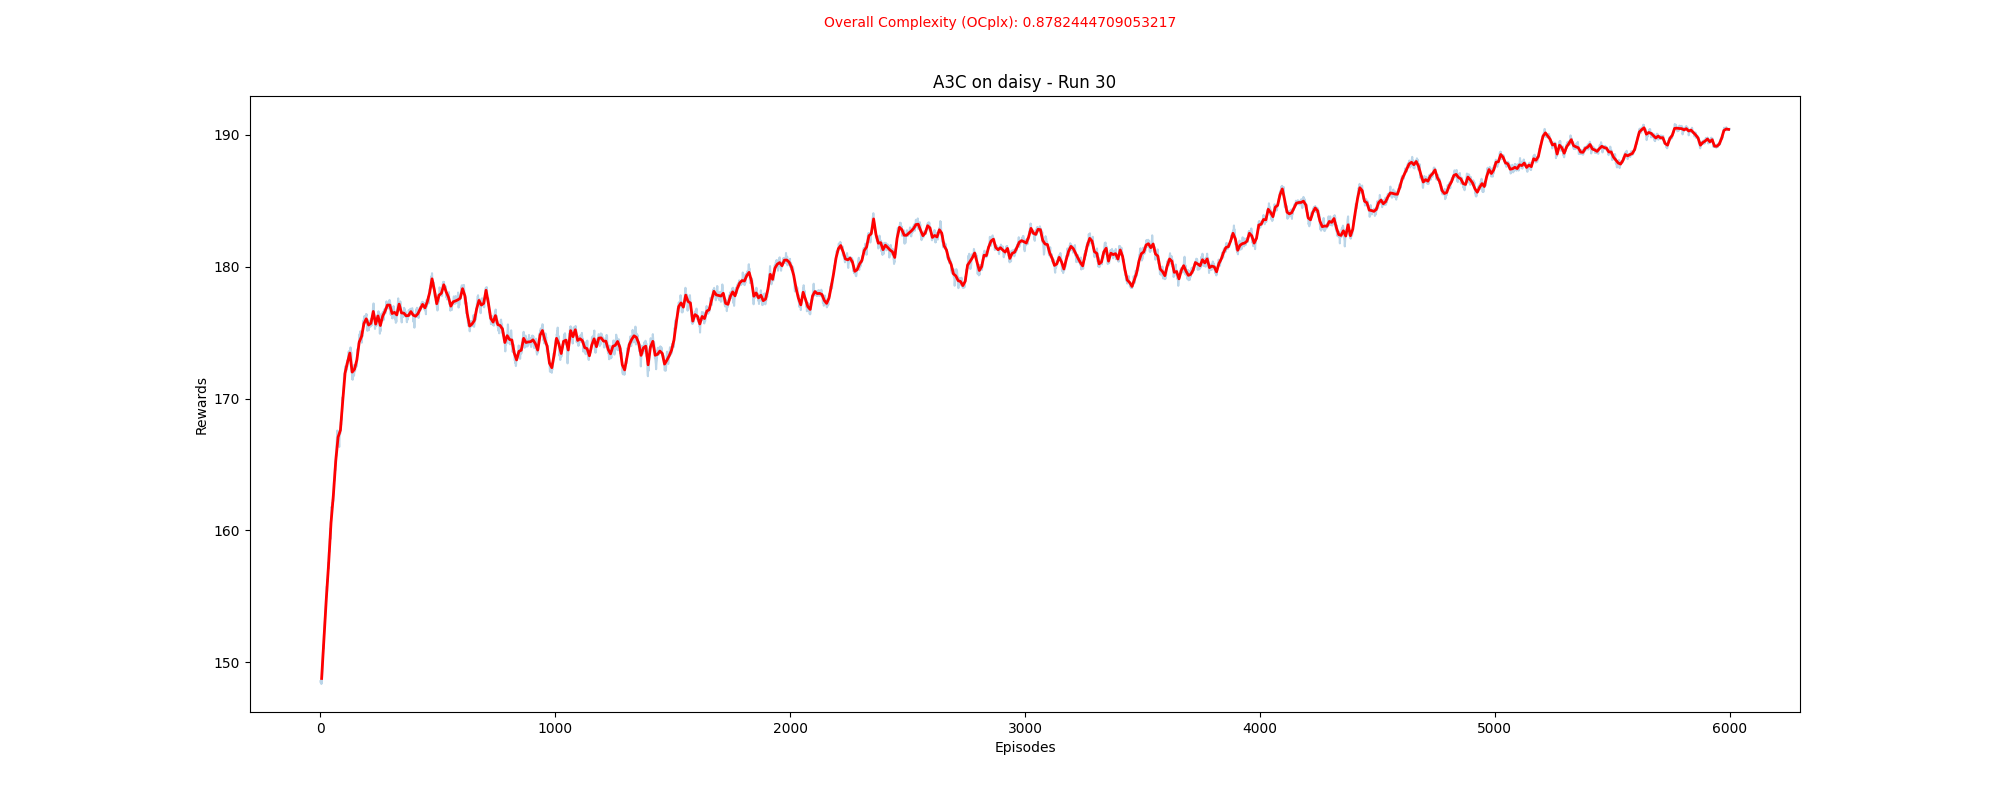 Overall Complexity (OCplx): 0.8782444709053217
A3C on daisy - Run 30
190
180
170
160
150
Rewards
0 1000 2000 3000 4000 5000 6000
Episodes